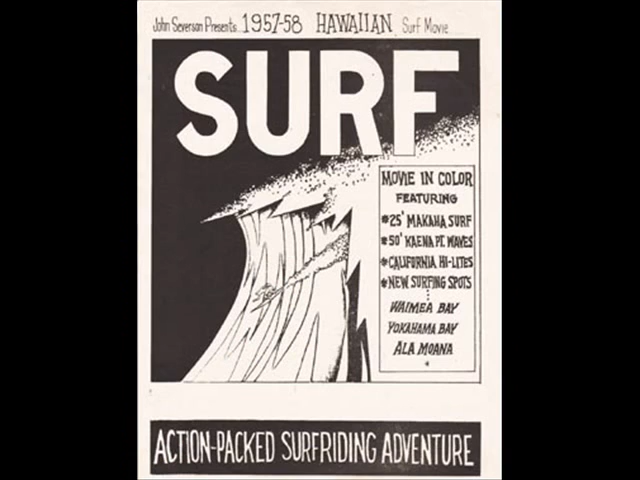 John Severson Presents... 1957-58 HAWAIIAN Surf Movie
SURF
MOVIE IN COLOR
FEATURING
*25' MAKAHA SURF
*50' KAENA PT. WAVES
*CALIFORNIA HI-LITES
*NEW SURFING SPOTS
WAIMEA BAY
YOKAHAMA BAY
ALA MOANA
ACTION-PACKED SURFRIDING ADVENTURE